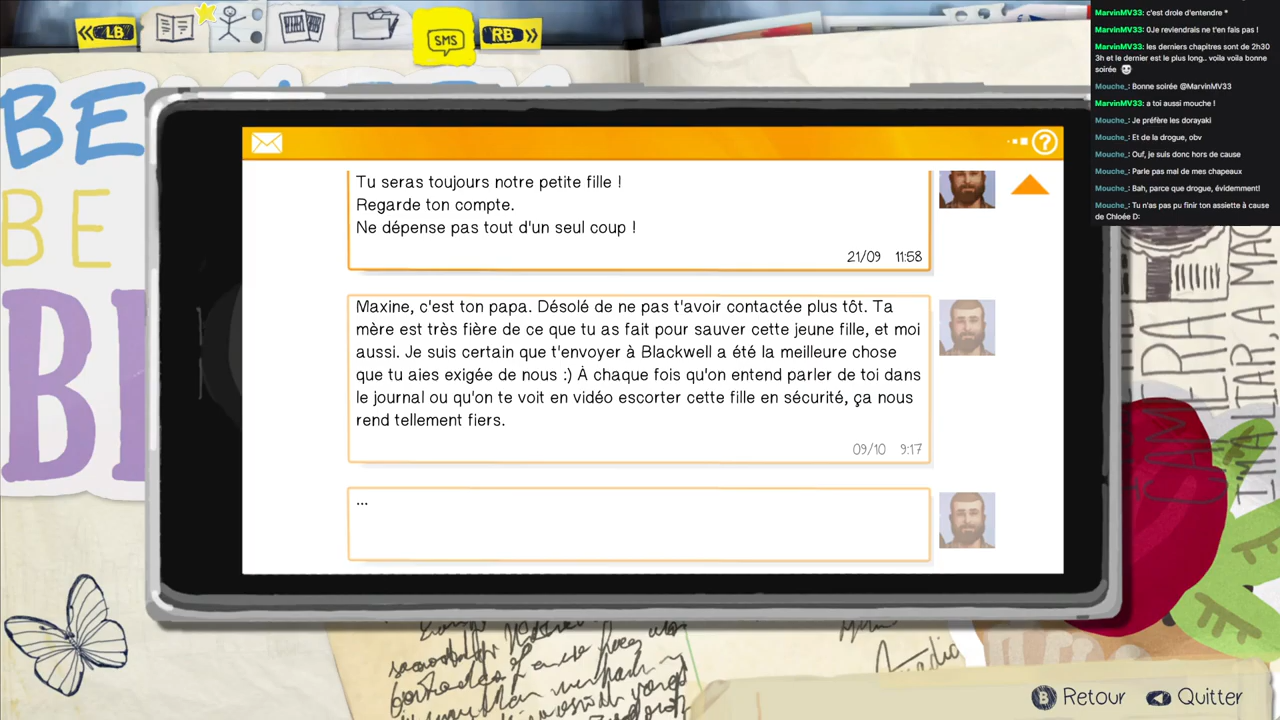 LB
SMS
RB
MarvinMV33: c'est drole d'entendre *
MarvinMV33: 0Je reviendrais ne t'en fais pas !
MarvinMV33: les derniers chapitres sont de 2h30
3h et le dernier est le plus long.. voila voila bonne
soirée
Mouche_: Bonne soirée @MarvinMV33
MarvinMV33: a toi aussi mouche !
Mouche_: Je préfère les dorayaki
Mouche_: Et de la drogue, obv
Mouche_: Ouf, je suis donc hors de cause
Mouche_: Parle pas mal de mes chapeaux
Mouche_: Bah, parce que drogue, évidemment!
Mouche_: Tu n'as pas pu finir ton assiette à cause
de Chloée D:
BE
BE
?
Tu seras toujours notre petite fille !
Regarde ton compte.
Ne dépense pas tout d'un seul coup !
21/09 11:58
Maxine, c'est ton papa. Désolé de ne pas t'avoir contactée plus tôt. Ta
mère est très fière de ce que tu as fait pour sauver cette jeune fille, et moi
aussi. Je suis certain que t'envoyer à Blackwell a été la meilleure chose
que tu aies exigée de nous :) À chaque fois qu'on entend parler de toi dans
le journal ou qu'on te voit en vidéo escorter cette fille en sécurité, ça nous
rend tellement fiers.
09/10 9:17
...
B Retour
Quitter